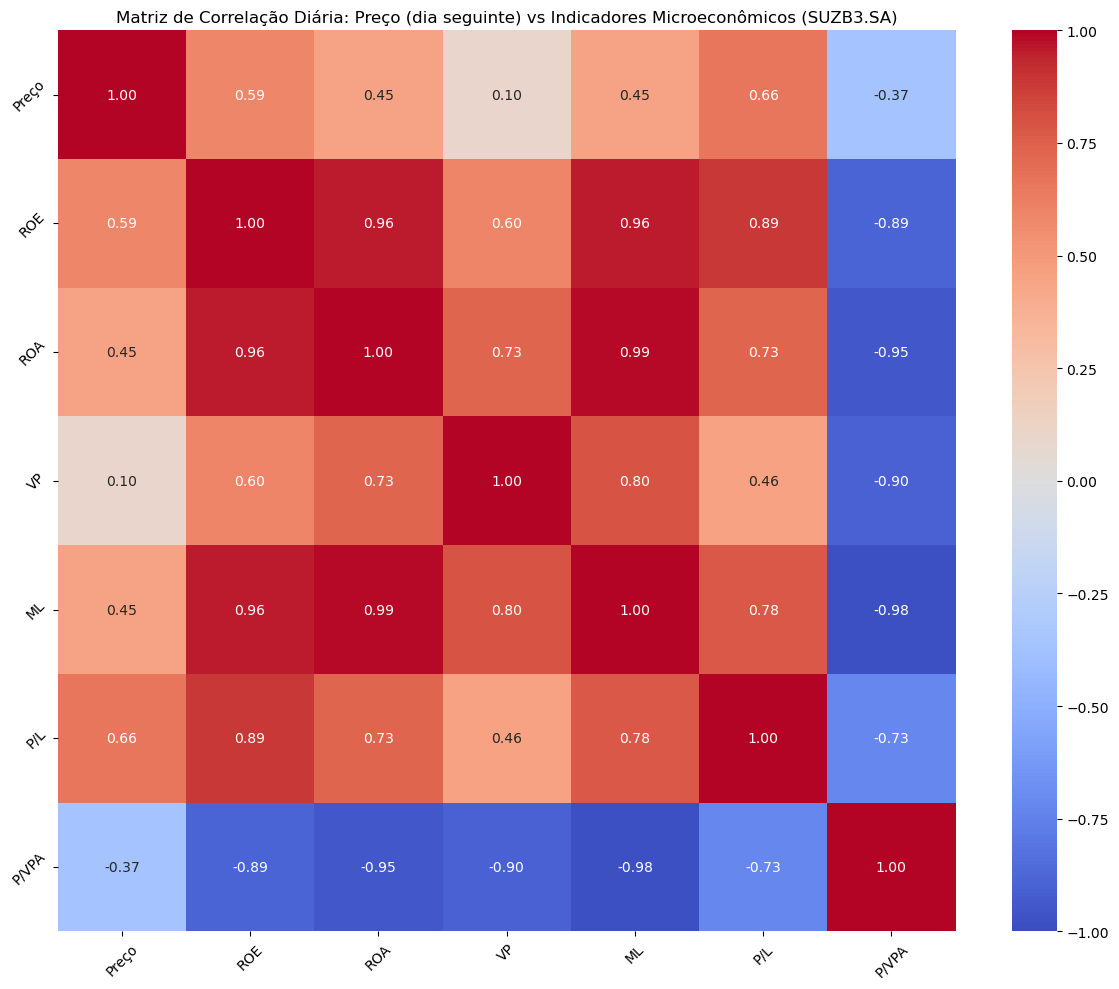 Matriz de Correlação Diária: Preço (dia seguinte) vs Indicadores Microeconômicos (SUZB3.SA)
Preço 1.00 0.59 0.45 0.10 0.45 0.66 -0.37
ROE 0.59 1.00 0.96 0.60 0.96 0.89 -0.89
ROA 0.45 0.96 1.00 0.73 0.99 0.73 -0.95
VP 0.10 0.60 0.73 1.00 0.80 0.46 -0.90
ML 0.45 0.96 0.99 0.80 1.00 0.78 -0.98
P/L 0.66 0.89 0.73 0.46 0.78 1.00 -0.73
P/VPA -0.37 -0.89 -0.95 -0.90 -0.98 -0.73 1.00
Preço ROE ROA VP ML P/L P/VPA
1.00
0.75
0.50
0.25
0.00
−0.25
−0.50
−0.75
−1.00